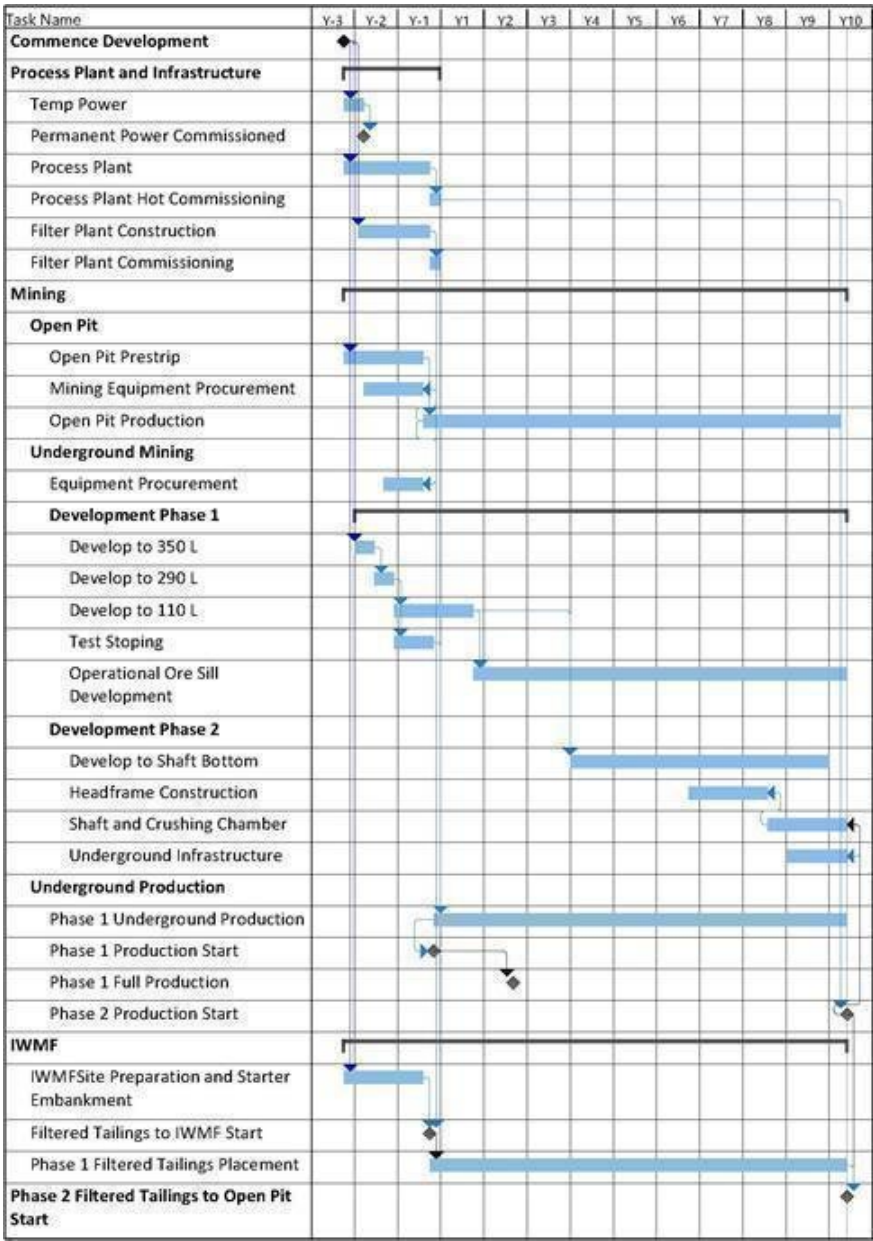 Task Name Y-3 Y-2 Y-1 Y1 Y2 Y3 Y4 Y5 Y6 Y7 Y8 Y9 Y10
Commence Development
Process Plant and Infrastructure
Temp Power
Permanent Power Commissioned
Process Plant
Process Plant Hot Commissioning
Filter Plant Construction
Filter Plant Commissioning
Mining
Open Pit
Open Pit Prestrip
Mining Equipment Procurement
Open Pit Production
Underground Mining
Equipment Procurement
Development Phase 1
Develop to 350 L
Develop to 290 L
Develop to 110 L
Test Stoping
Operational Ore Sill
Development
Development Phase 2
Develop to Shaft Bottom
Headframe Construction
Shaft and Crushing Chamber
Underground Infrastructure
Underground Production
Phase 1 Underground Production
Phase 1 Production Start
Phase 1 Full Production
Phase 2 Production Start
IWMF
IWMFSite Preparation and Starter
Embankment
Filtered Tailings to IWMF Start
Phase 1 Filtered Tailings Placement
Phase 2 Filtered Tailings to Open Pit
Start